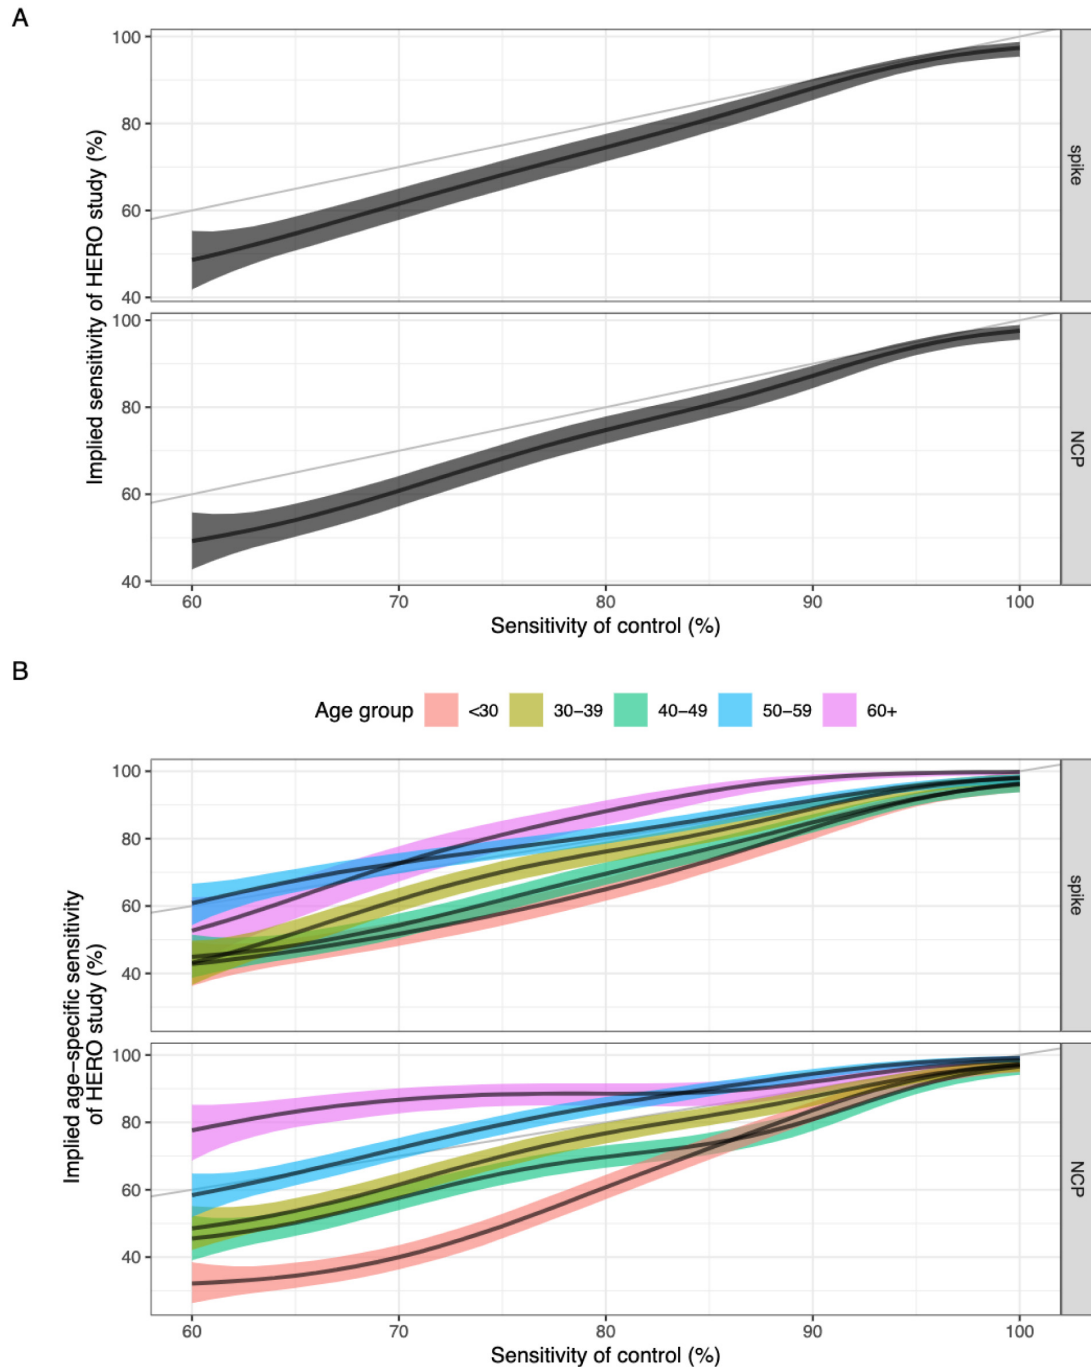 A
Implied sensitivity of HERO study (%)
100
80
60
40
spike
100
80
60
40
NCP
60 70 80 90 100
Sensitivity of control (%)
B
Age group <30 30−39 40−49 50−59 60+
Implied age−specific sensitivity
of HERO study (%)
100
80
60
40
spike
100
80
60
40
NCP
60 70 80 90 100
Sensitivity of control (%)